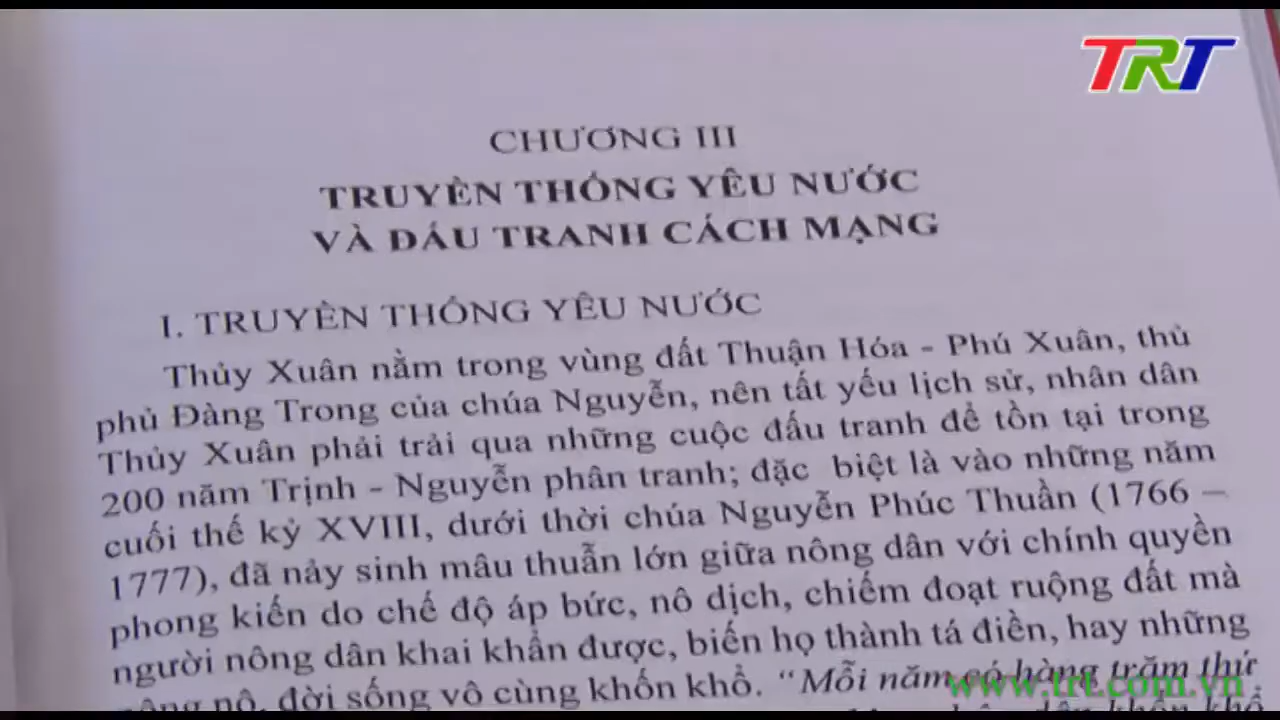 TRT
CHƯƠNG III
TRUYỀN THỐNG YÊU NƯỚC
VÀ ĐẤU TRANH CÁCH MẠNG
I. TRUYỀN THỐNG YÊU NƯỚC
Thủy Xuân nằm trong vùng đất Thuận Hóa - Phú Xuân, thủ
phủ Đàng Trong của chúa Nguyễn, nên tất yếu lịch sử, nhân dân
Thủy Xuân phải trải qua những cuộc đấu tranh để tồn tại trong
200 năm Trịnh - Nguyễn phân tranh; đặc biệt là vào những năm
cuối thế kỷ XVIII, dưới thời chúa Nguyễn Phúc Thuần (1766 –
1777), đã nảy sinh mâu thuẫn lớn giữa nông dân với chính quyền
phong kiến do chế độ áp bức, nô dịch, chiếm đoạt ruộng đất mà
người nông dân khai khẩn được, biến họ thành tá điền, hay những
nông nô, đời sống vô cùng khốn khổ. “Mỗi năm có hàng trăm thứ
www.trt.com.vn